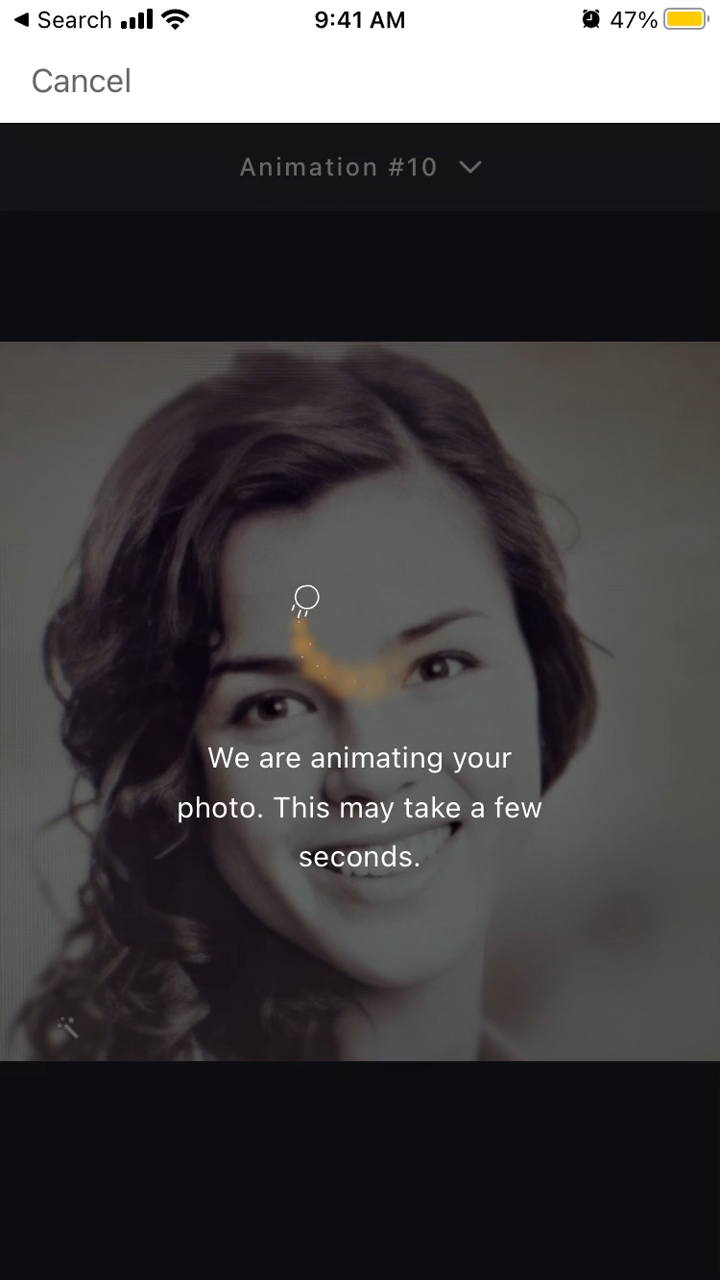 Search
9:41 AM
47%
Cancel
Animation #10
We are animating your
photo. This may take a few
seconds.